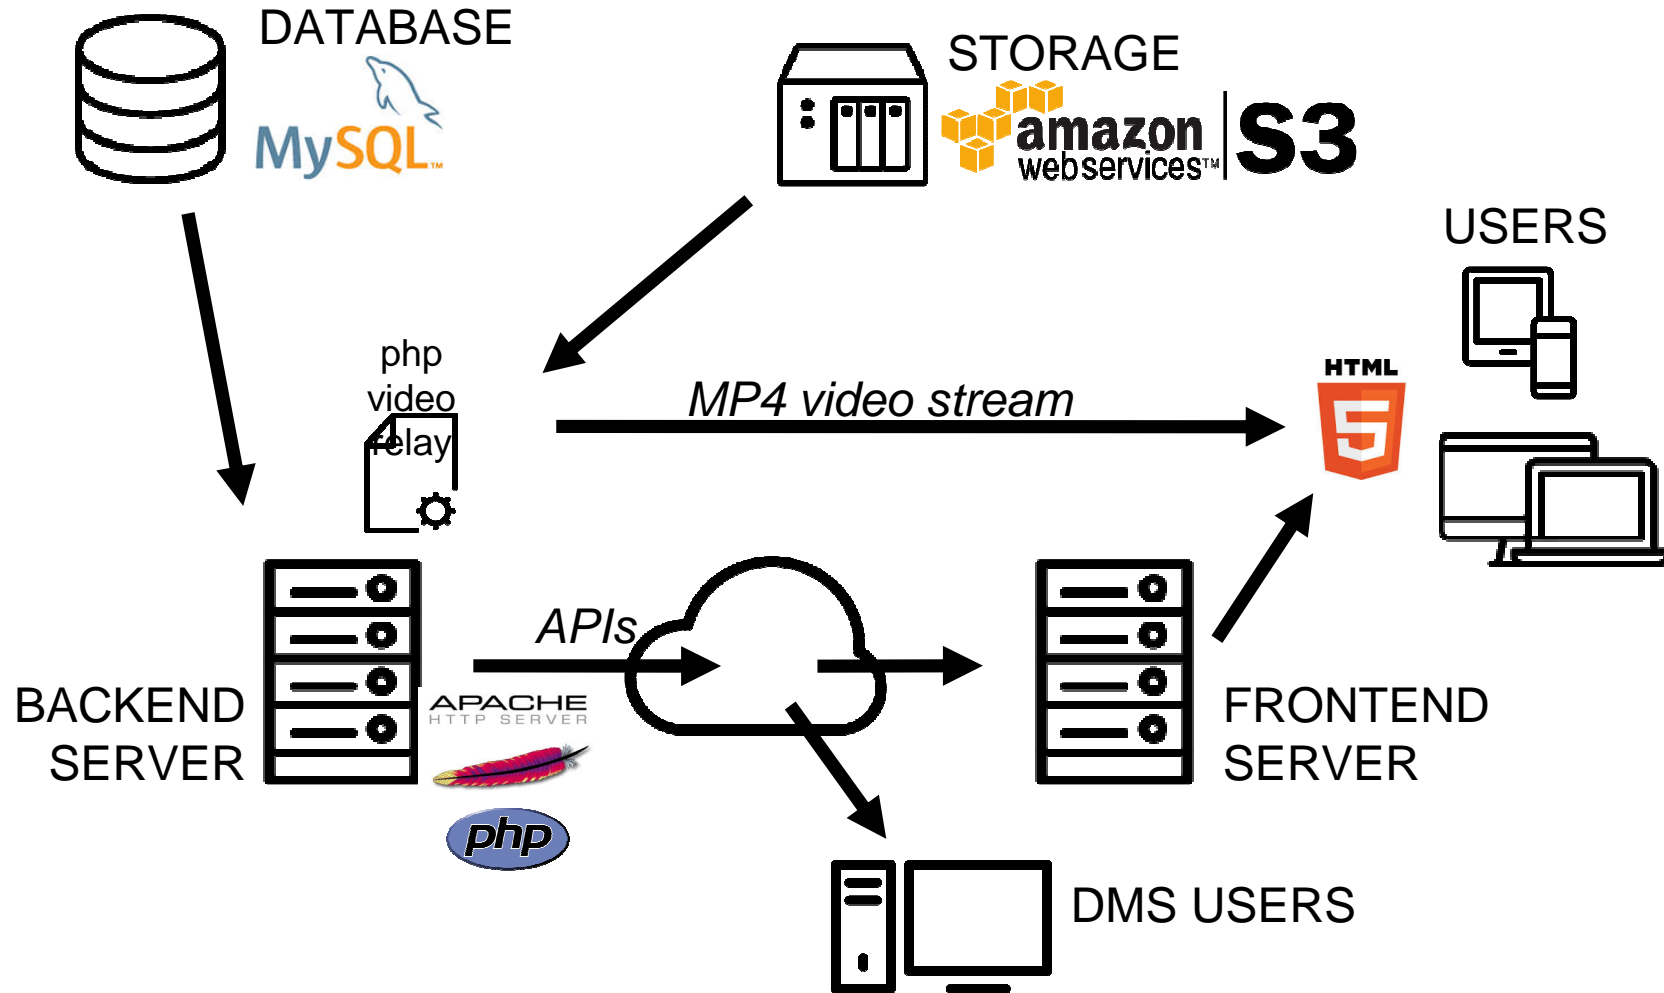 DATABASE
MySQL™
STORAGE
amazon
webservices™
S3
USERS
php
video
relay
MP4 video stream
HTML
5
APIs
BACKEND
SERVER
APACHE
HTTP SERVER
php
FRONTEND
SERVER
DMS USERS